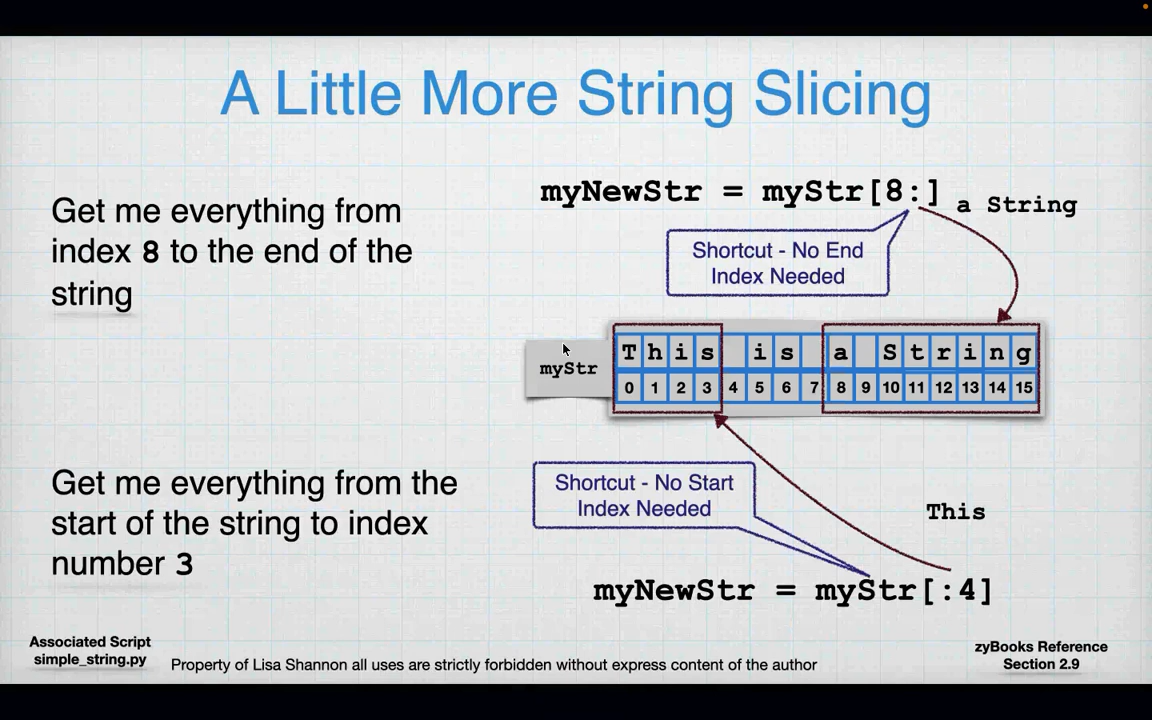 A Little More String Slicing
Get me everything from
index 8 to the end of the
string
myNewStr = myStr[8:]
a String
Shortcut - No End
Index Needed
myStr
T h i s   i s   a   S t r i n g
0 1 2 3 4 5 6 7 8 9 10 11 12 13 14 15
Get me everything from the
start of the string to index
number 3
Shortcut - No Start
Index Needed
This
myNewStr = myStr[:4]
Associated Script
simple_string.py
Property of Lisa Shannon all uses are strictly forbidden without express content of the author
zyBooks Reference
Section 2.9